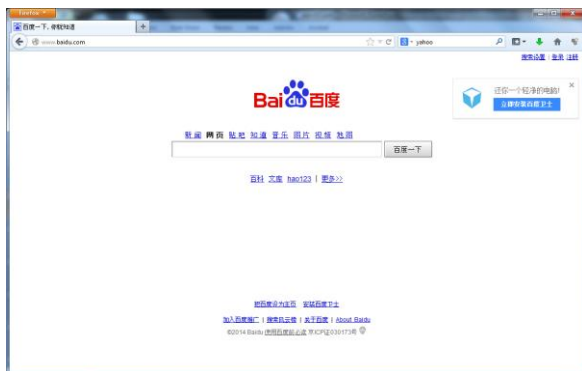 Firefox
百度一下，你就知道
www.baidu.com
yahoo
搜索设置 | 登录 注册
还你一个轻净的电脑!
立即安装百度卫士
Bai du 百度
新闻 网页 贴吧 知道 音乐 图片 视频 地图
百度一下
百科 文库 hao123 | 更多>>
把百度设为主页 安装百度卫士
加入百度推广 | 搜索风云榜 | 关于百度 | About Baidu
©2014 Baidu 使用百度前必读 京ICP证030173号